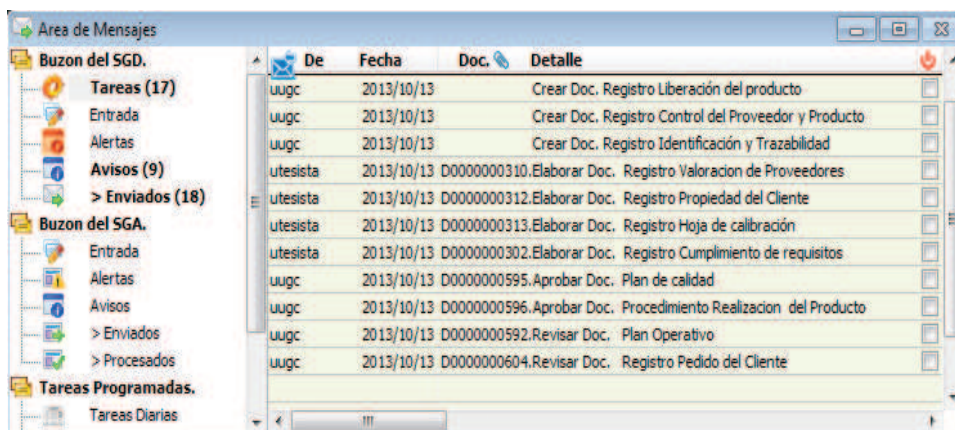 Area de Mensajes
Buzon del SGD.
Tareas (17)
Entrada
Alertas
Avisos (9)
> Enviados (18)
Buzon del SGA.
Entrada
Alertas
Avisos
> Enviados
> Procesados
Tareas Programadas.
Tareas Diarias
De Fecha Doc. Detalle
uugc 2013/10/13 Crear Doc. Registro Liberación del producto
uugc 2013/10/13 Crear Doc. Registro Control del Proveedor y Producto
uugc 2013/10/13 Crear Doc. Registro Identificación y Trazabilidad
utesista 2013/10/13 D0000000310.Elaborar Doc. Registro Valoracion de Proveedores
utesista 2013/10/13 D0000000312.Elaborar Doc. Registro Propiedad del Cliente
utesista 2013/10/13 D0000000313.Elaborar Doc. Registro Hoja de calibración
utesista 2013/10/13 D0000000302.Elaborar Doc. Registro Cumplimiento de requisitos
uugc 2013/10/13 D0000000595.Aprobar Doc. Plan de calidad
uugc 2013/10/13 D0000000596.Aprobar Doc. Procedimiento Realizacion del Producto
uugc 2013/10/13 D0000000592.Revisar Doc. Plan Operativo
uugc 2013/10/13 D0000000604.Revisar Doc. Registro Pedido del Cliente